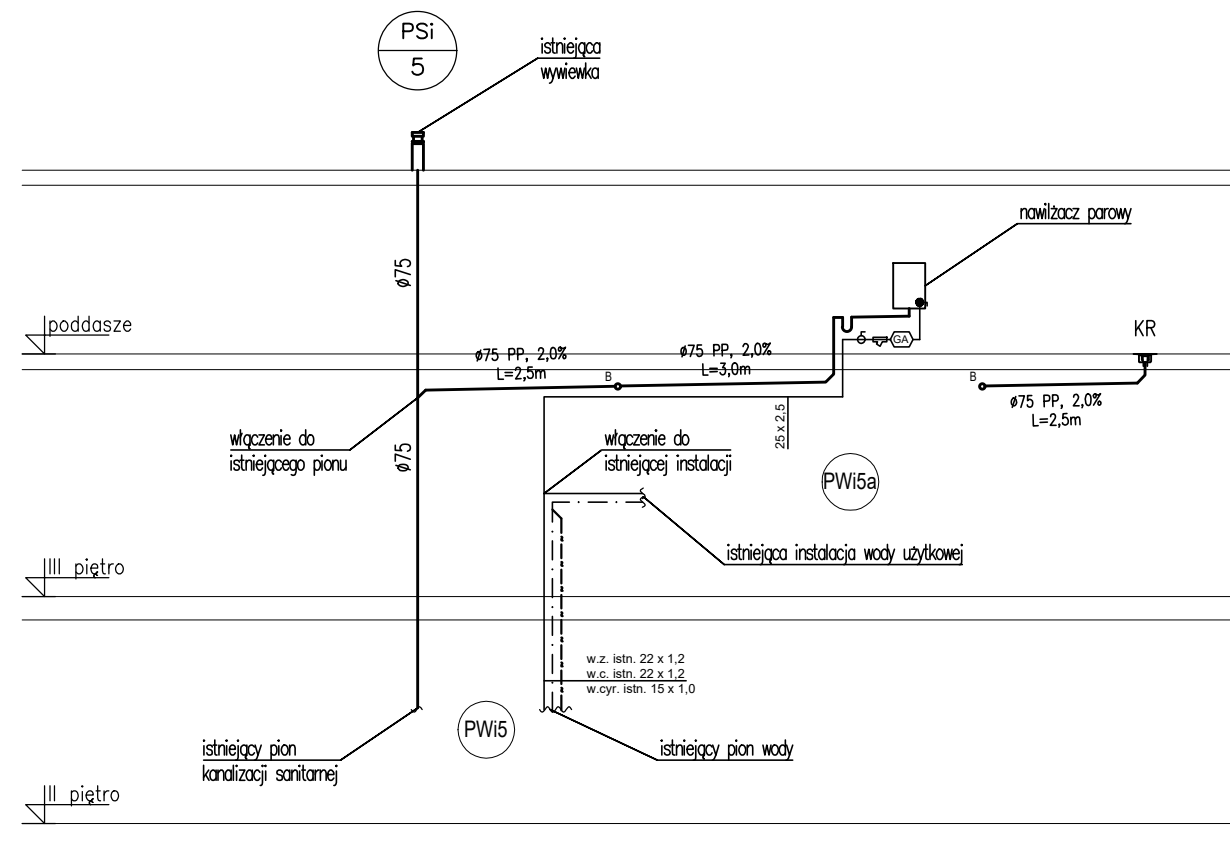 PSi
5
istniejąca
wywiewka
ø75
nawilżacz parowy
poddasze
KR
ø75 PP, 2,0%
L=2,5m
ø75 PP, 2,0%
L=3,0m
GA
B
B
ø75 PP, 2,0%
L=2,5m
25 x 2,5
włączenie do
istniejącego pionu
ø75
włączenie do
istniejącej instalacji
PWi5a
istniejąca instalacja wody użytkowej
III piętro
w.z. istn. 22 x 1,2
w.c. istn. 22 x 1,2
w.cyr. istn. 15 x 1,0
PWi5
istniejący pion
kanalizacji sanitarnej
istniejący pion wody
II piętro